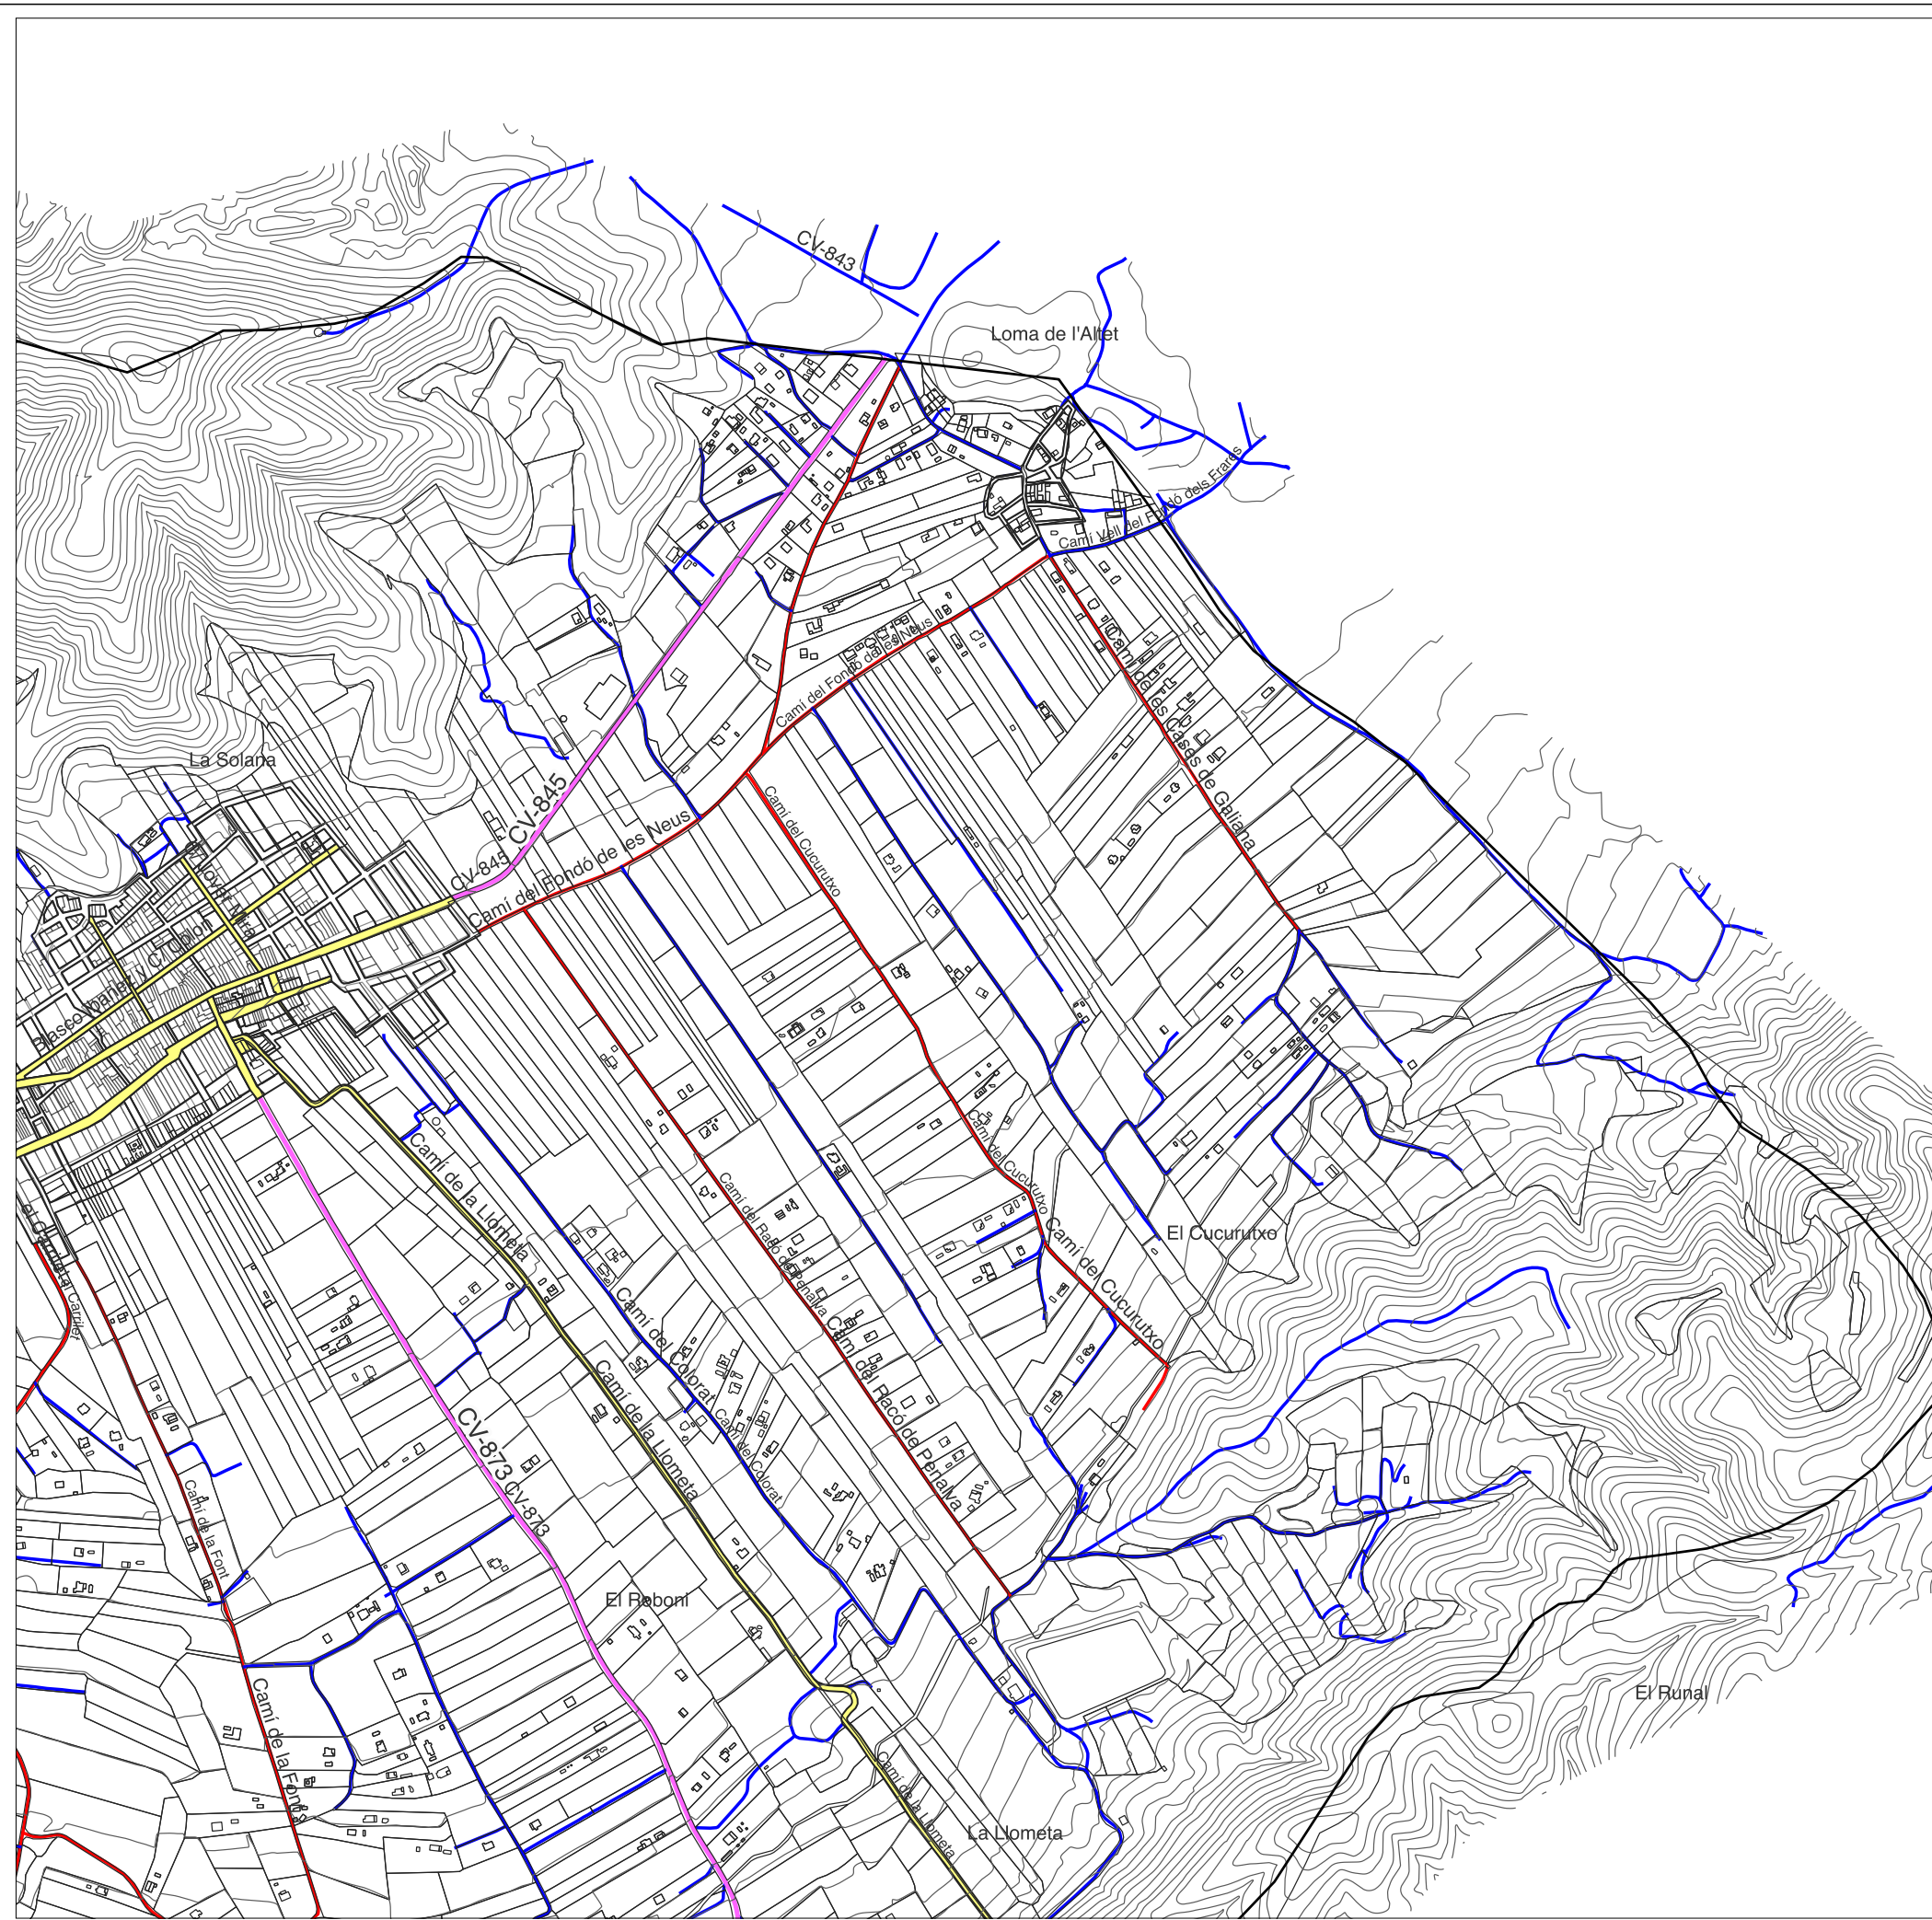 CV-843
Loma de l'Altet
Camí Vell del Fondó dels Frares
Camí del Fondó de les Neus
Camí de les Cases de Galiana
La Solana
CV-845
CV-845
Camí del Fondó de les Neus
Camí del Cucurutxo
Blasco Ibanez y C/ Colon
Camí de la Llometa
Camí del Cucurutxo
Camí del Racó de Penalva
Camí del Cucurutxo
El Cucurutxo
Camí del Colorat
Camí del Racó de Penalva
Camí de la Llometa
Camí del Colorat
CV-873
CV-873
Camí de la Font
El Reboni
Camí de la Font
El Runal
Camí de la Llometa
La Llometa